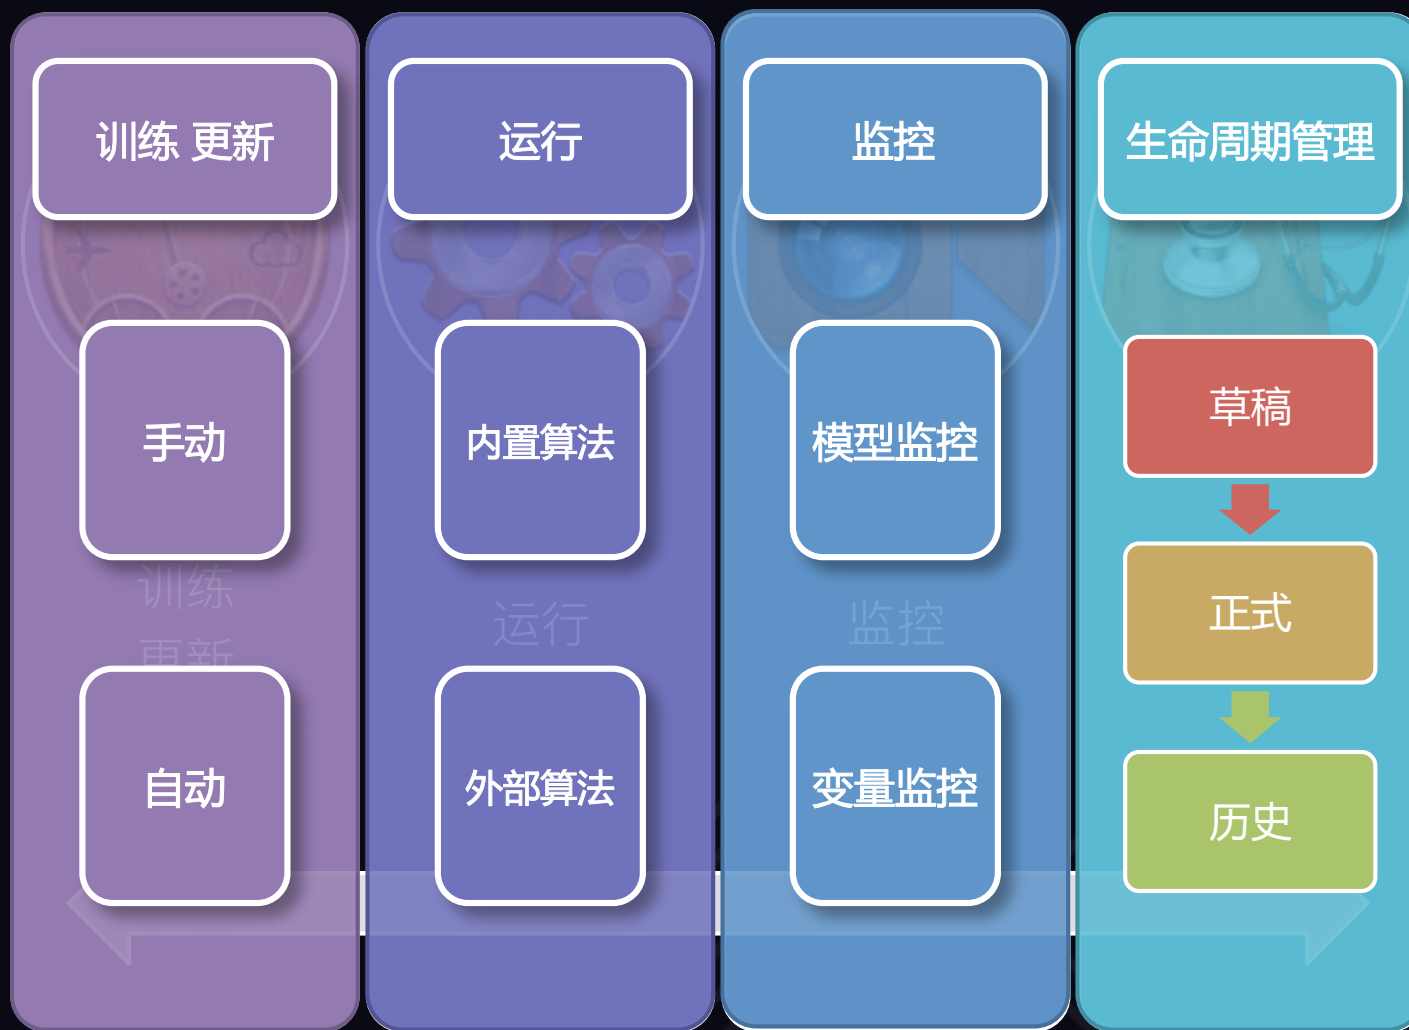 训练 更新
手动
训练
更新
自动
运行
内置算法
运行
外部算法
监控
模型监控
监控
变量监控
生命周期管理
草稿
正式
历史